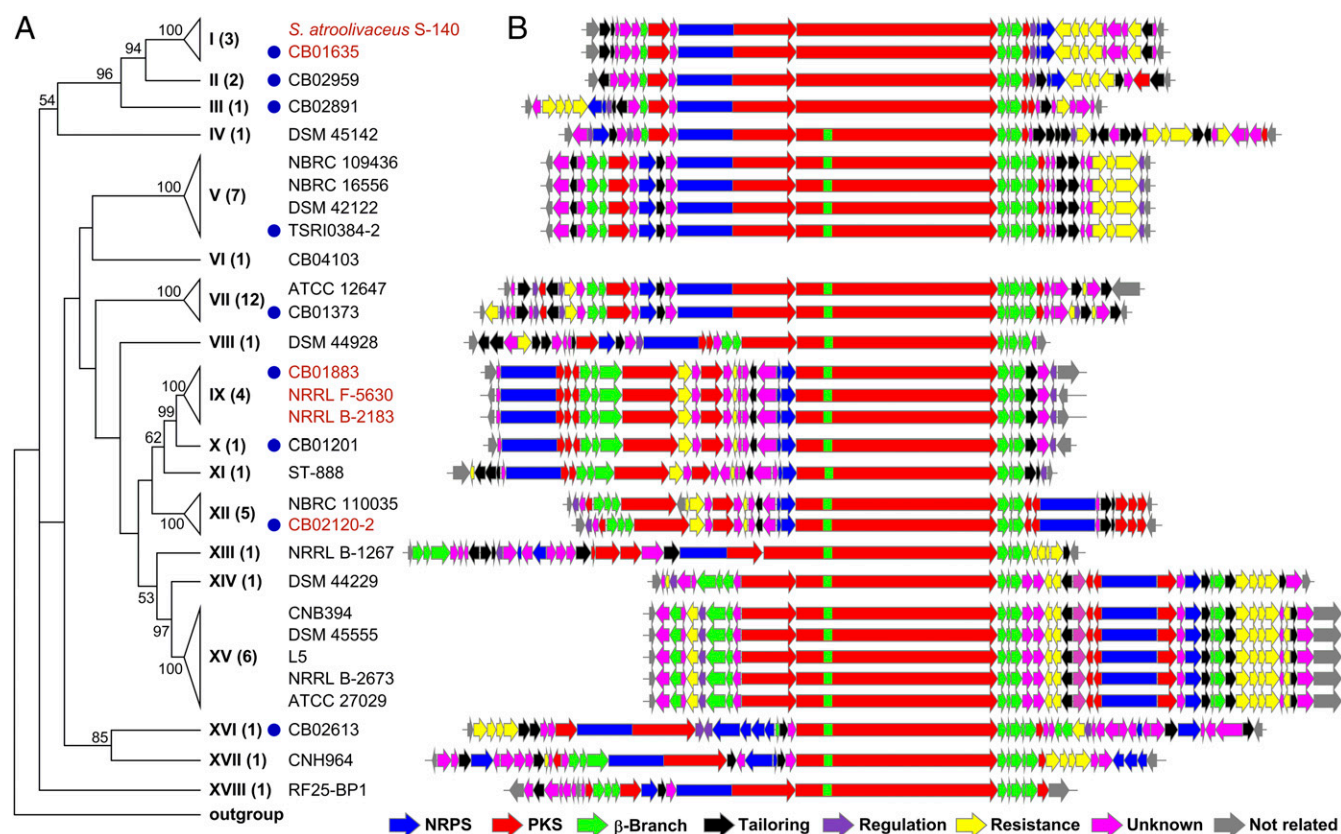 A
B
100
I (3)
S. atroolivaceus S-140
94
CB01635
96
II (2)
CB02959
54
III (1)
CB02891
IV (1)
DSM 45142
NBRC 109436
NBRC 16556
100
V (7)
DSM 42122
TSRI0384-2
VI (1)
CB04103
ATCC 12647
100
VII (12)
CB01373
VIII (1)
DSM 44928
CB01883
100
IX (4)
NRRL F-5630
99
NRRL B-2183
62
X (1)
CB01201
XI (1)
ST-888
NBRC 110035
XII (5)
100
CB02120-2
XIII (1)
NRRL B-1267
XIV (1)
DSM 44229
53
CNB394
97
DSM 45555
XV (6)
L5
100
NRRL B-2673
ATCC 27029
XVI (1)
CB02613
85
XVII (1)
CNH964
XVIII (1)
RF25-BP1
outgroup
NRPS
PKS
β-Branch
Tailoring
Regulation
Resistance
Unknown
Not related